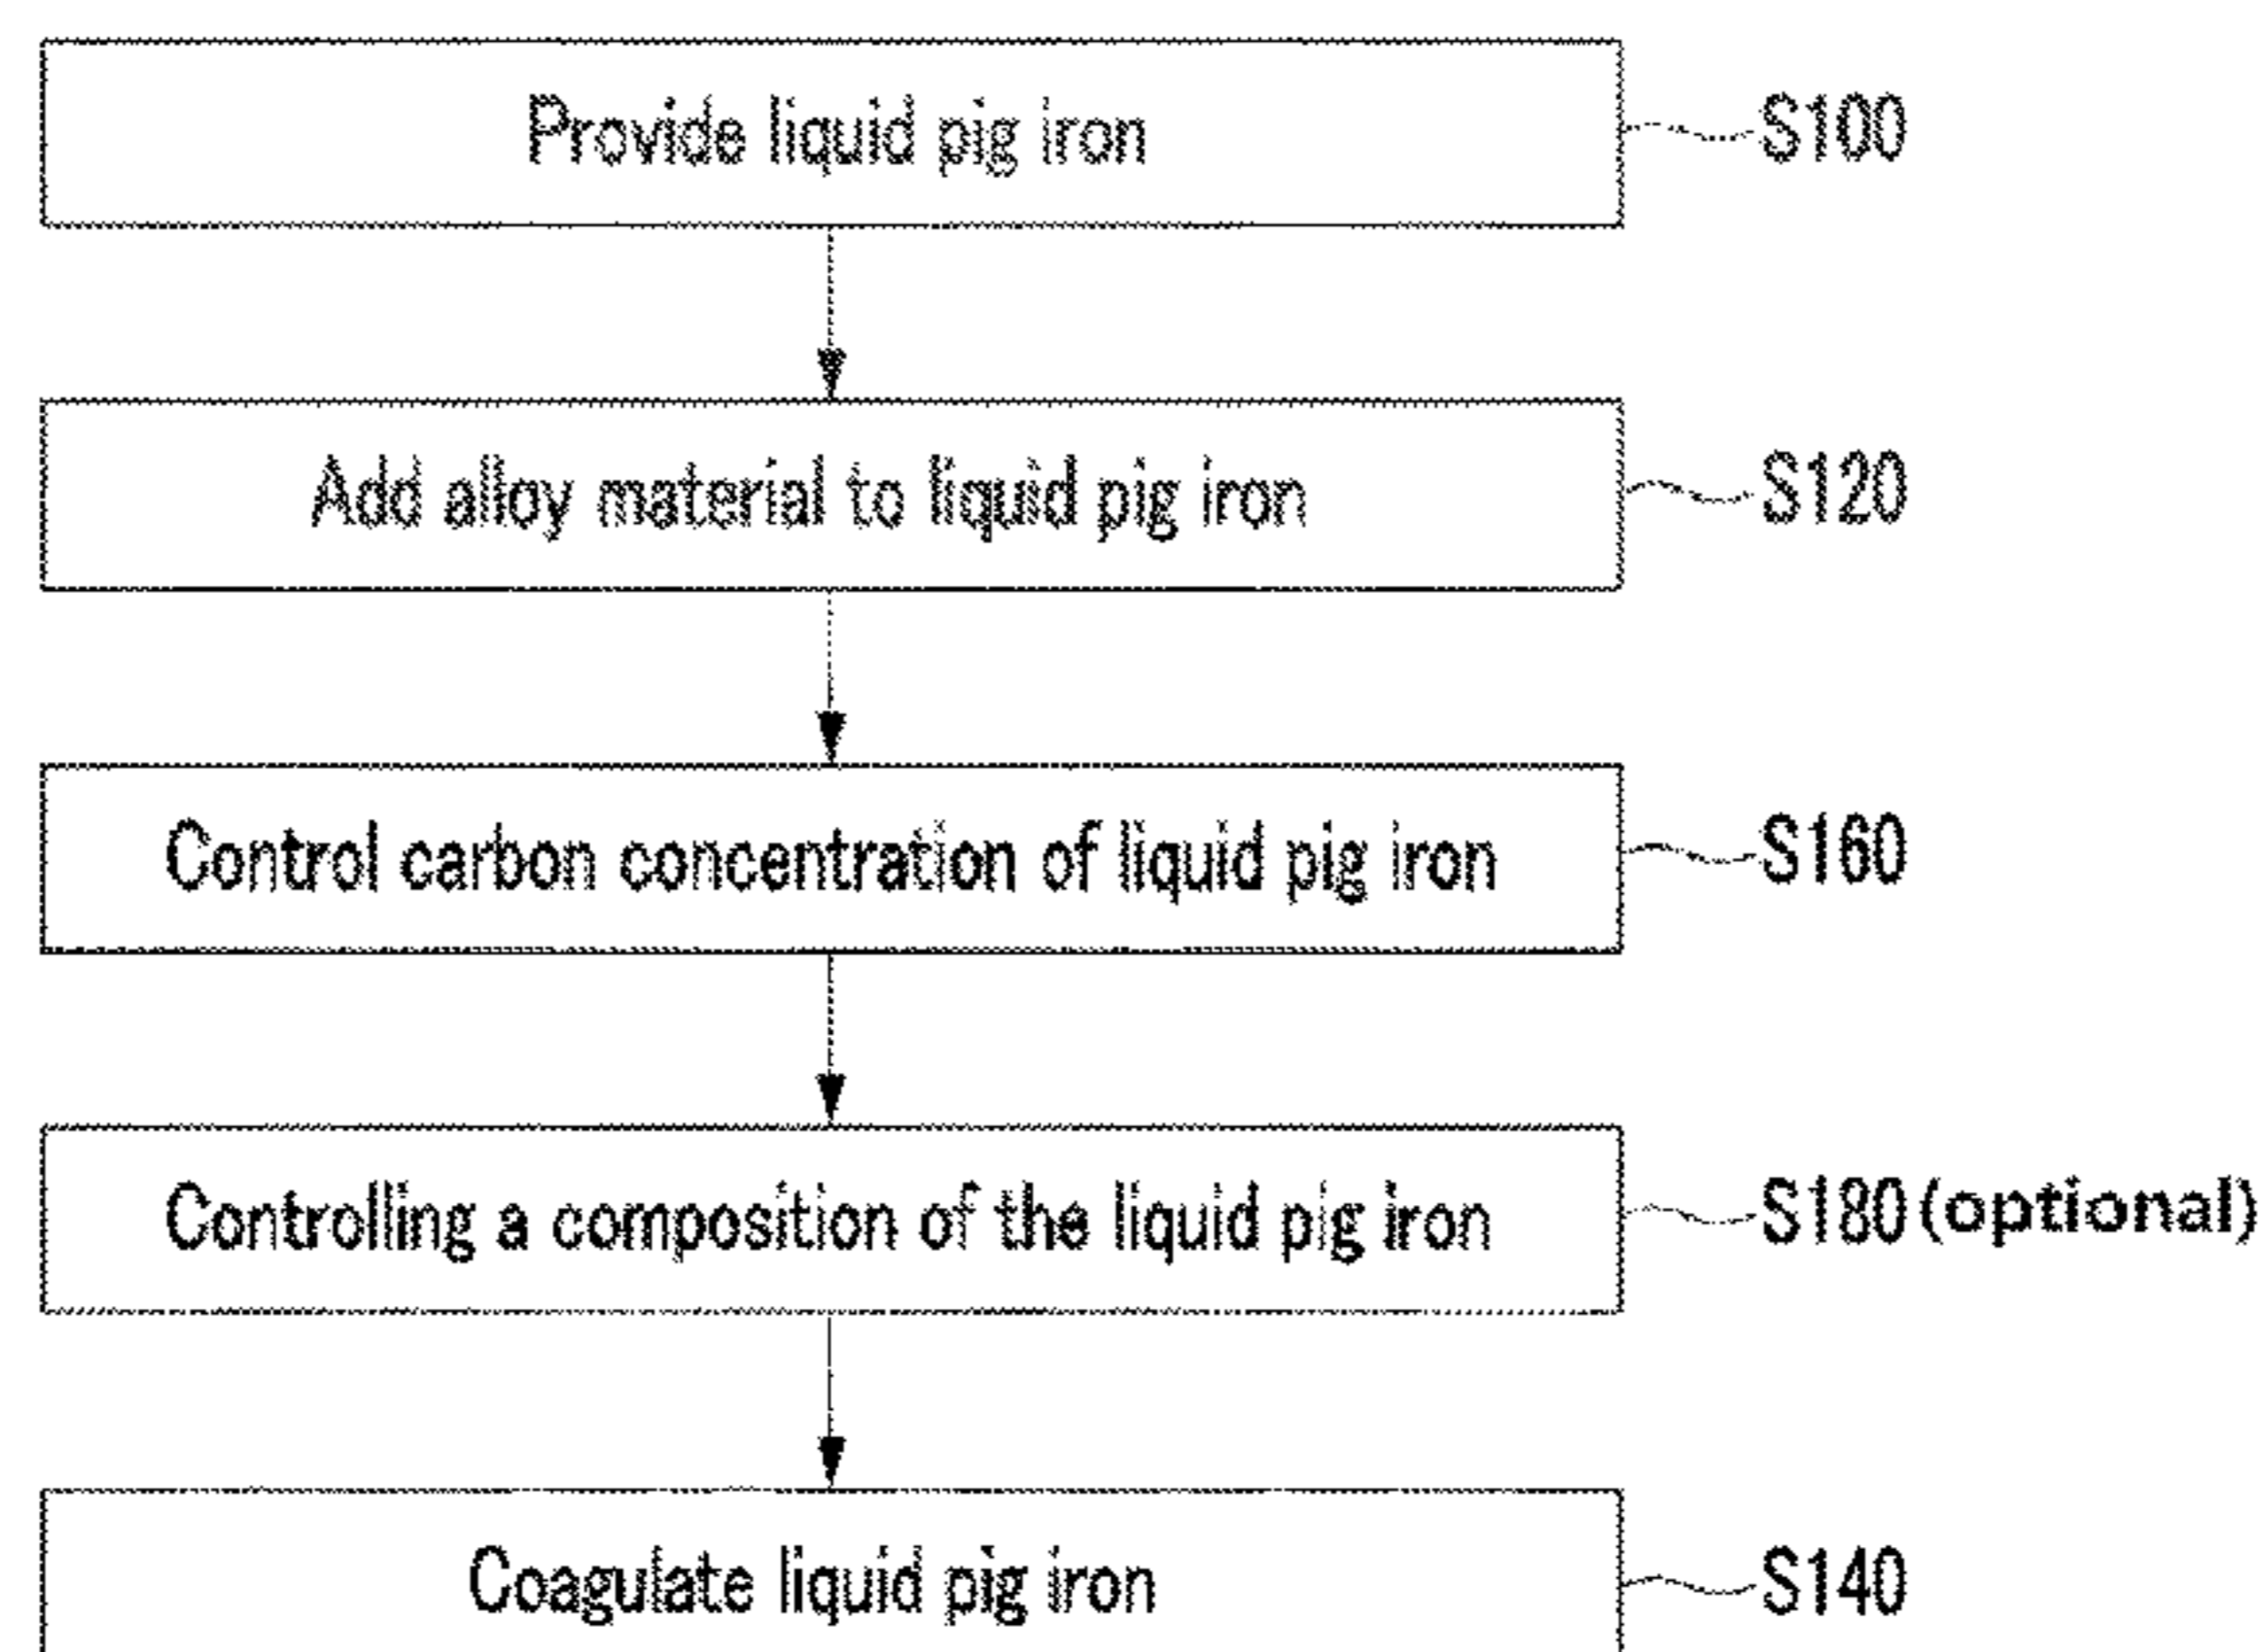 Provide liquid pig iron S100
Add alloy material to liquid pig iron S120
Control carbon concentration of liquid pig iron S160
Controlling a composition of the liquid pig iron S180 (optional)
Coagulate liquid pig iron S140